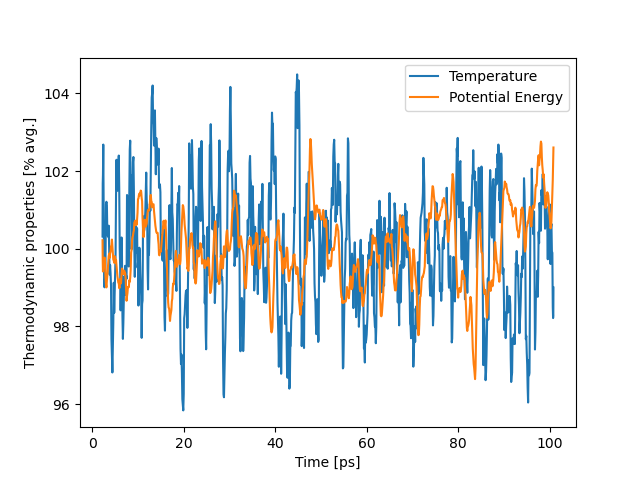 Temperature
Potential Energy
104
102
100
98
96
Thermodynamic properties [% avg.]
0 20 40 60 80 100
Time [ps]